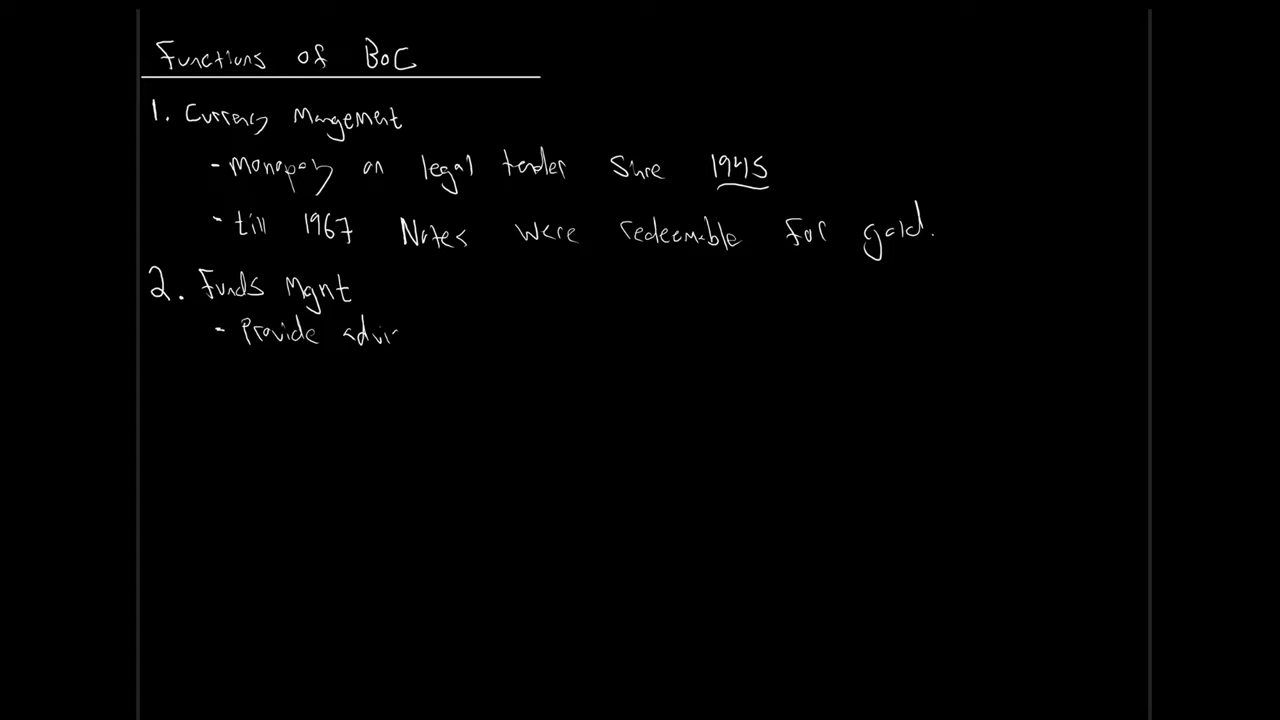 Functions of BoC
1. Currency Mangement
- Monopoly on legal tender Since 1945
- till 1967 Notes were redeemable for gold.
2. Funds Mgnt
- Provide advi